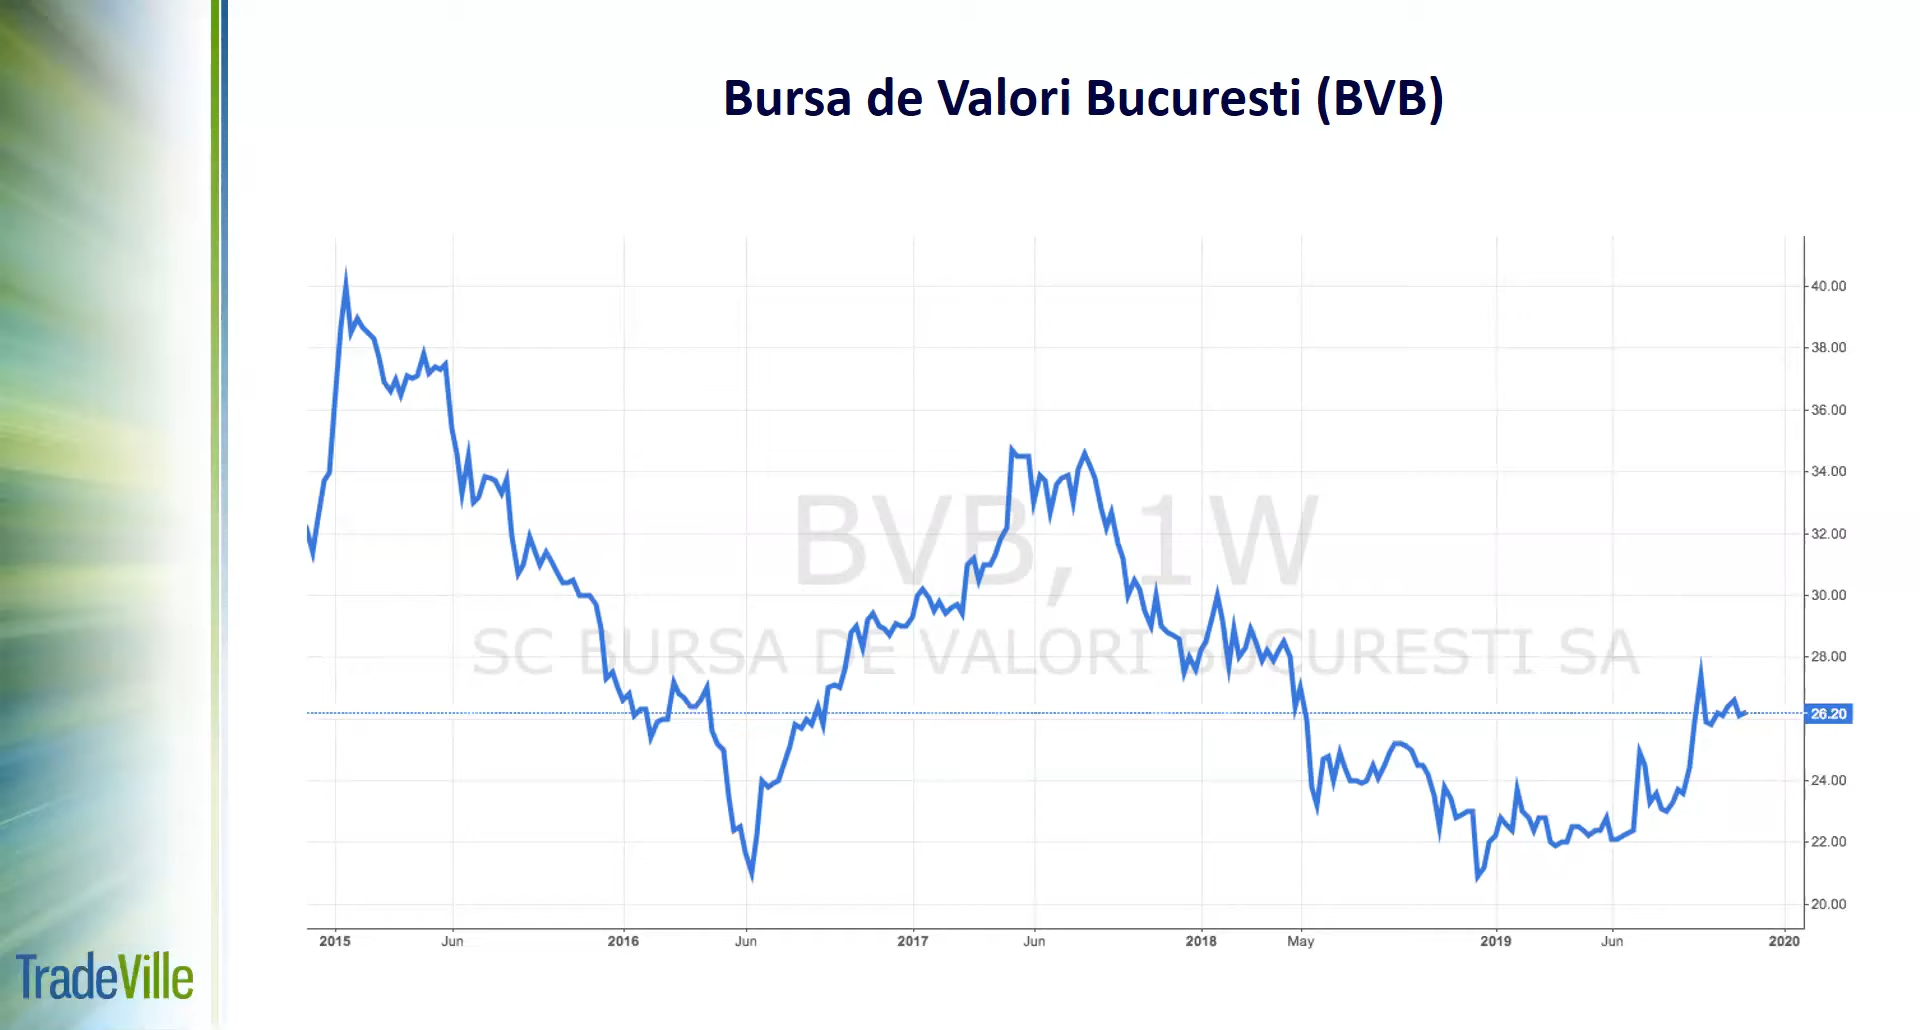 Bursa de Valori Bucuresti (BVB)
BVB, 1W
SC BURSA DE VALORI BUCURESTI SA
40.00
38.00
36.00
34.00
32.00
30.00
28.00
26.20
24.00
22.00
20.00
2015 Jun 2016 Jun 2017 Jun 2018 May 2019 Jun 2020
TradeVille